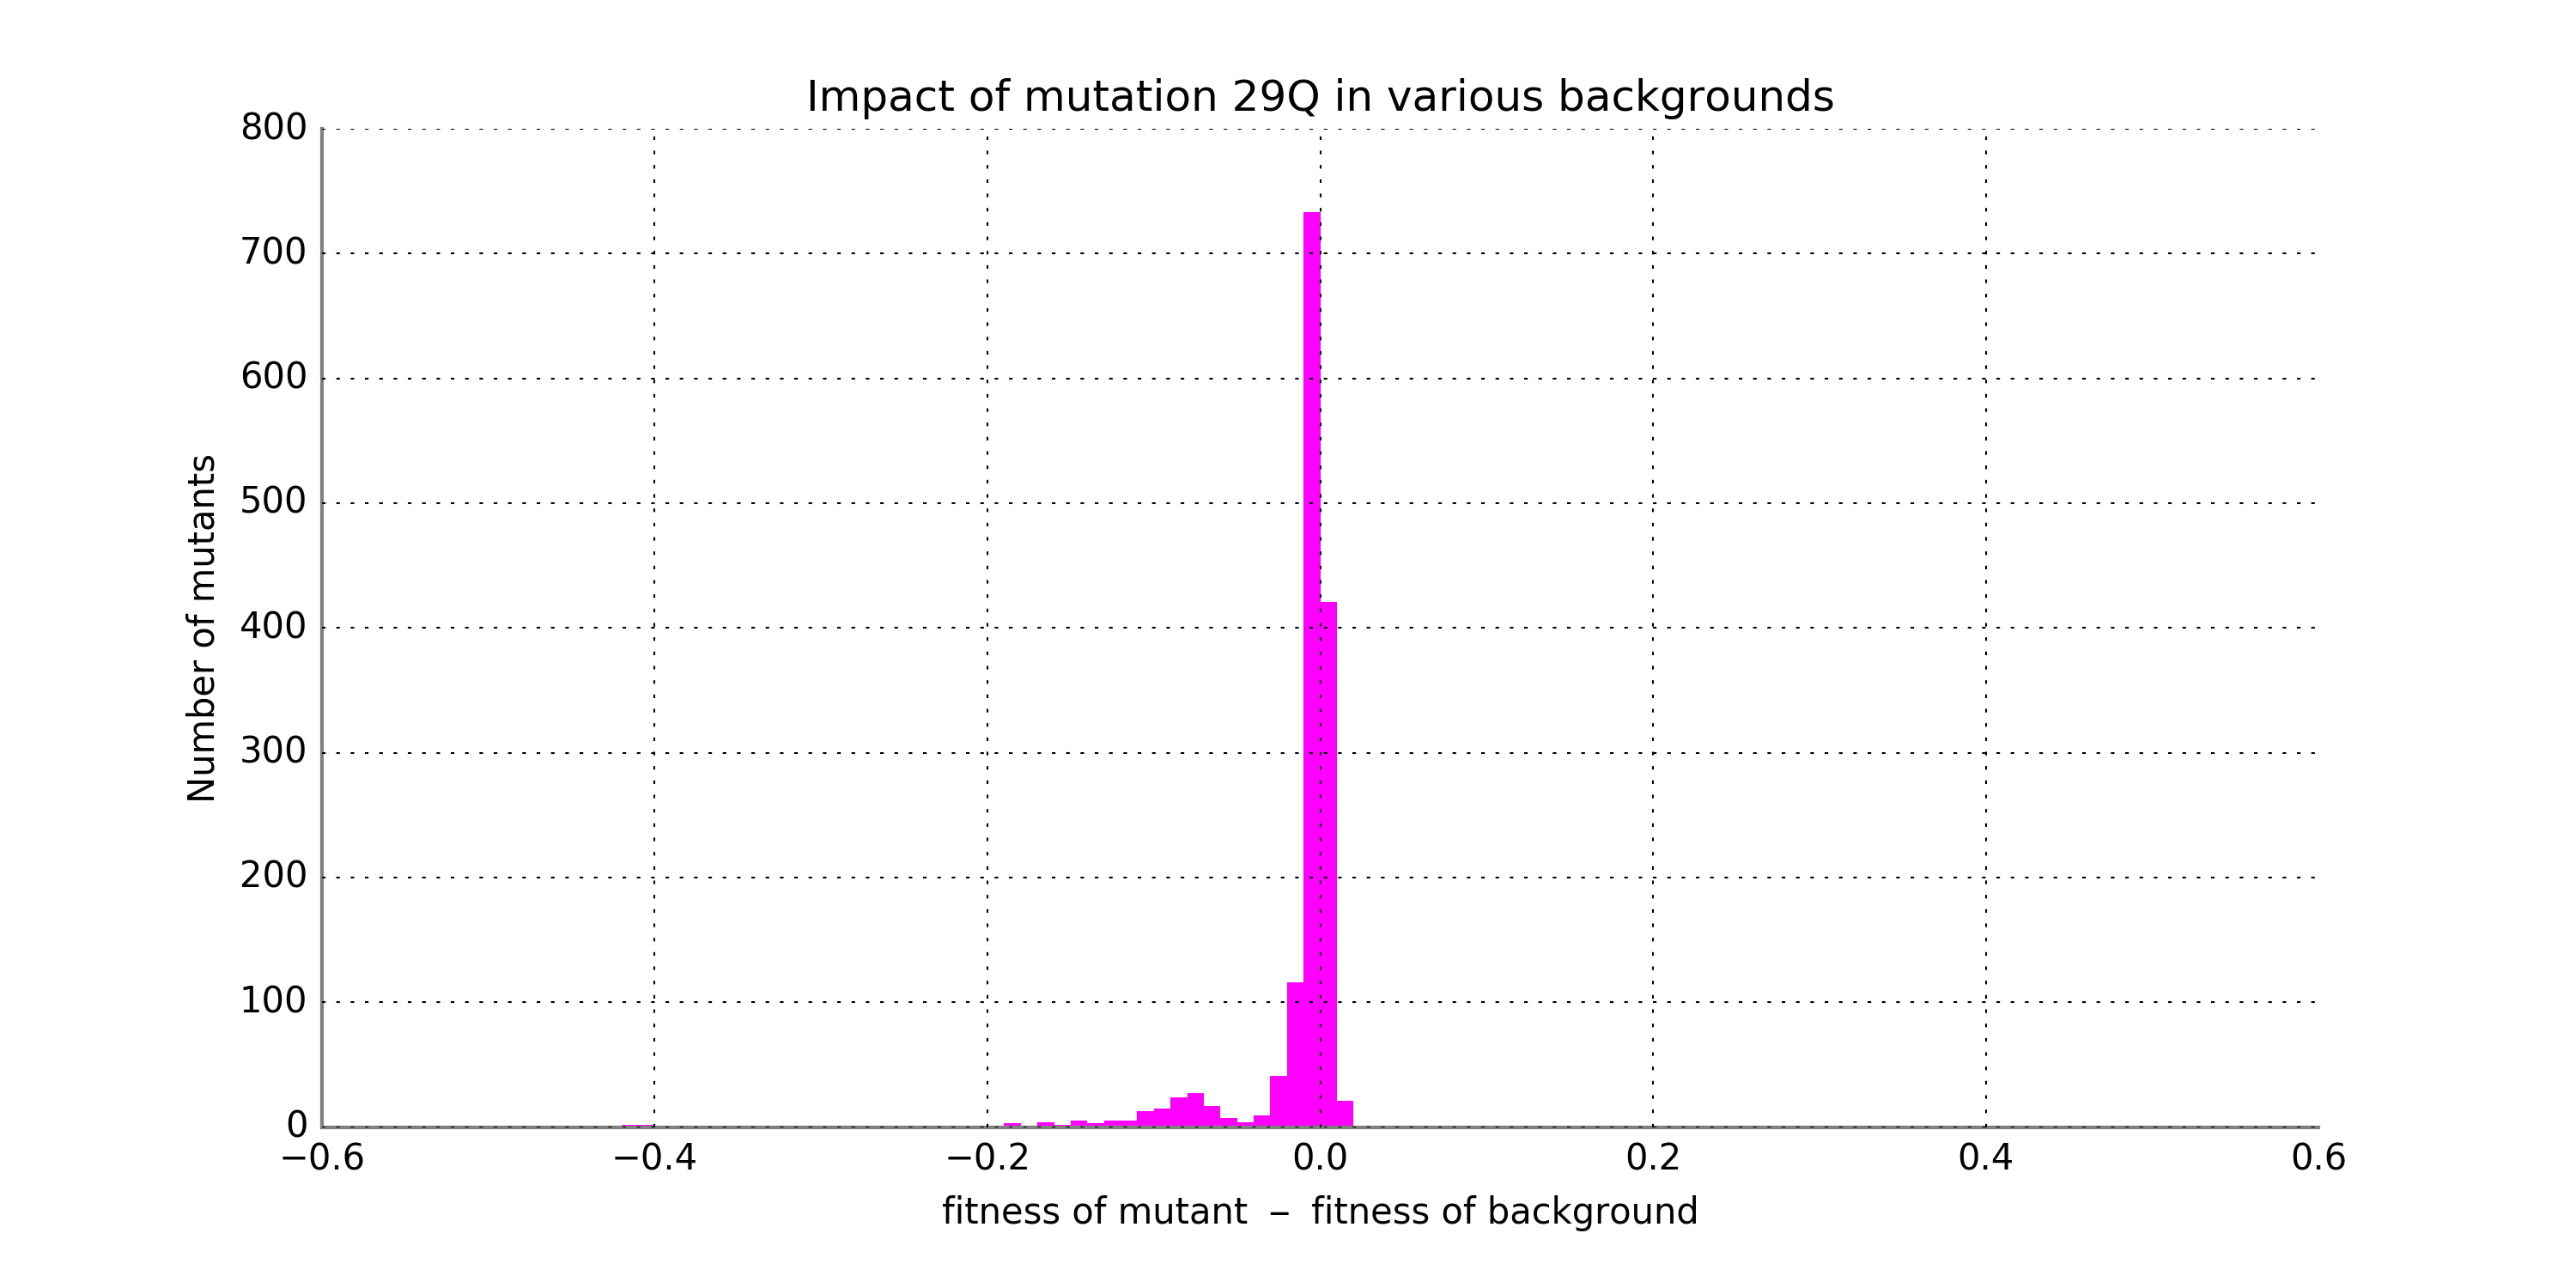 Impact of mutation 29Q in various backgrounds
800
700
600
500
400
300
200
100
0
Number of mutants
−0.6 −0.4 −0.2 0.0 0.2 0.4 0.6
fitness of mutant − fitness of background